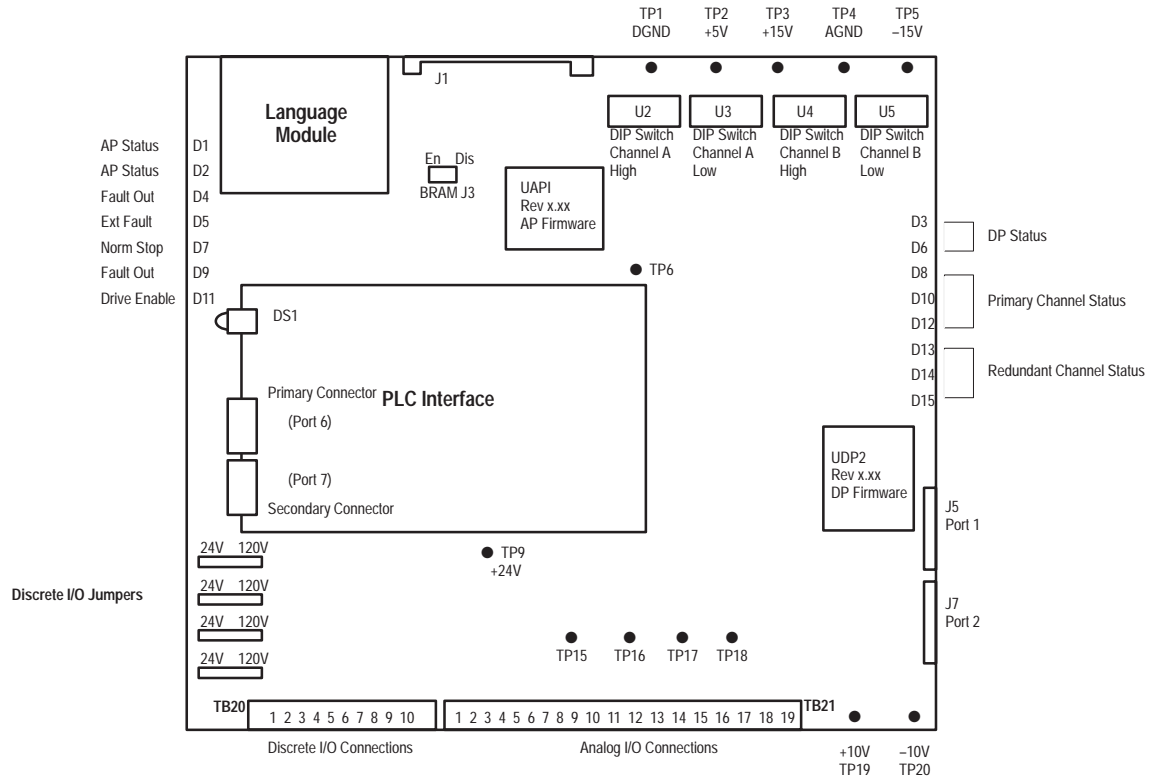 TP1 TP2 TP3 TP4 TP5
DGND +5V +15V AGND –15V
J1
Language
Module
U2 U3 U4 U5
DIP Switch DIP Switch DIP Switch DIP Switch
Channel A Channel A Channel B Channel B
High Low High Low
AP Status D1
AP Status D2
Fault Out D4
Ext Fault D5
Norm Stop D7
Fault Out D9
Drive Enable D11
En Dis
BRAM J3
UAPI
Rev x.xx
AP Firmware
D3
D6
DP Status
D8
D10
D12
Primary Channel Status
D13
D14
D15
Redundant Channel Status
TP6
DS1
Primary Connector
(Port 6)
PLC Interface
(Port 7)
Secondary Connector
UDP2
Rev x.xx
DP Firmware
J5
Port 1
J7
Port 2
TP9
+24V
24V 120V
24V 120V
Discrete I/O Jumpers
24V 120V
24V 120V
TP15 TP16 TP17 TP18
TB20
1 2 3 4 5 6 7 8 9 10
1 2 3 4 5 6 7 8 9 10 11 12 13 14 15 16 17 18 19
TB21
Discrete I/O Connections
Analog I/O Connections
+10V –10V
TP19 TP20